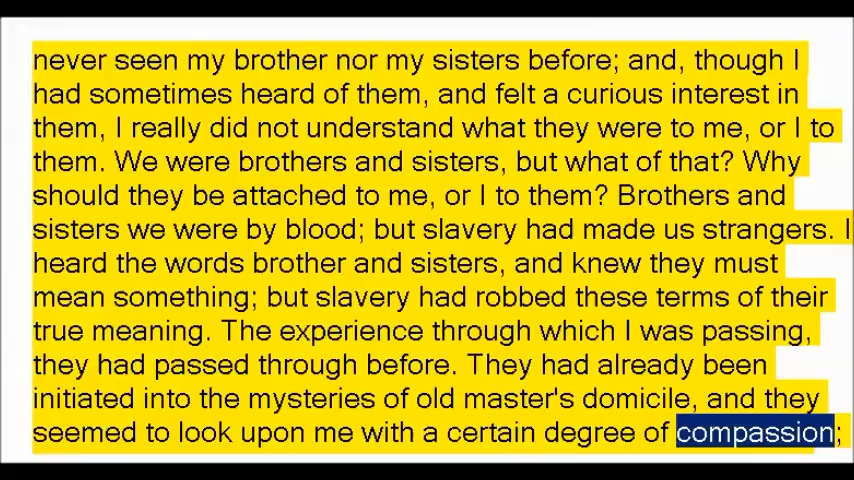 never seen my brother nor my sisters before; and, though I
had sometimes heard of them, and felt a curious interest in
them, I really did not understand what they were to me, or I to
them. We were brothers and sisters, but what of that? Why
should they be attached to me, or I to them? Brothers and
sisters we were by blood; but slavery had made us strangers. I
heard the words brother and sisters, and knew they must
mean something; but slavery had robbed these terms of their
true meaning. The experience through which I was passing,
they had passed through before. They had already been
initiated into the mysteries of old master's domicile, and they
seemed to look upon me with a certain degree of compassion;